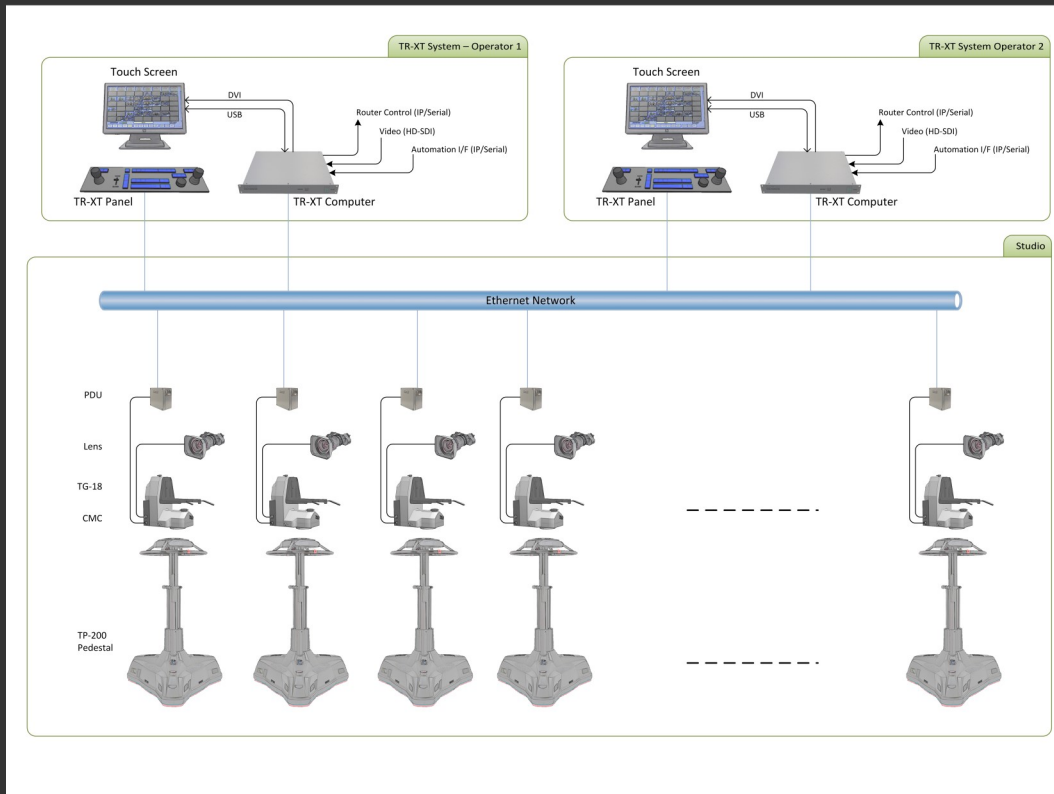 TR-XT System – Operator 1
Touch Screen
DVI
USB
Router Control (IP/Serial)
Video (HD-SDI)
Automation I/F (IP/Serial)
TR-XT Panel
TR-XT Computer
TR-XT System Operator 2
Touch Screen
DVI
USB
Router Control (IP/Serial)
Video (HD-SDI)
Automation I/F (IP/Serial)
TR-XT Panel
TR-XT Computer
Studio
Ethernet Network
PDU
Lens
TG-18
CMC
TP-200
Pedestal